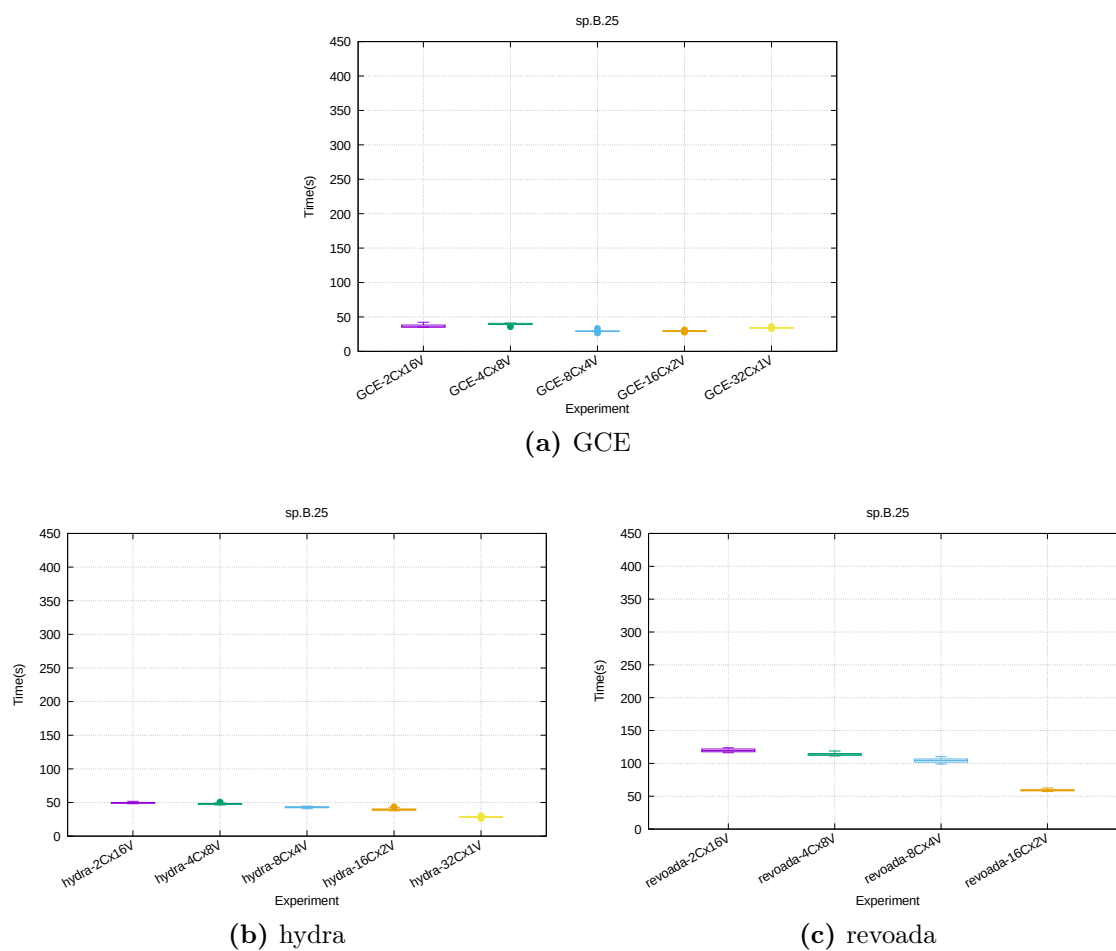 sp.B.25
450
400
350
300
250
200
150
100
50
0
Time(s)
GCE-2Cx16V
GCE-4Cx8V
GCE-8Cx4V
GCE-16Cx2V
GCE-32Cx1V
Experiment
(a) GCE
sp.B.25
450
400
350
300
250
200
150
100
50
0
Time(s)
hydra-2Cx16V
hydra-4Cx8V
hydra-8Cx4V
hydra-16Cx2V
hydra-32Cx1V
Experiment
(b) hydra
sp.B.25
450
400
350
300
250
200
150
100
50
0
Time(s)
revoada-2Cx16V
revoada-4Cx8V
revoada-8Cx4V
revoada-16Cx2V
Experiment
(c) revoada